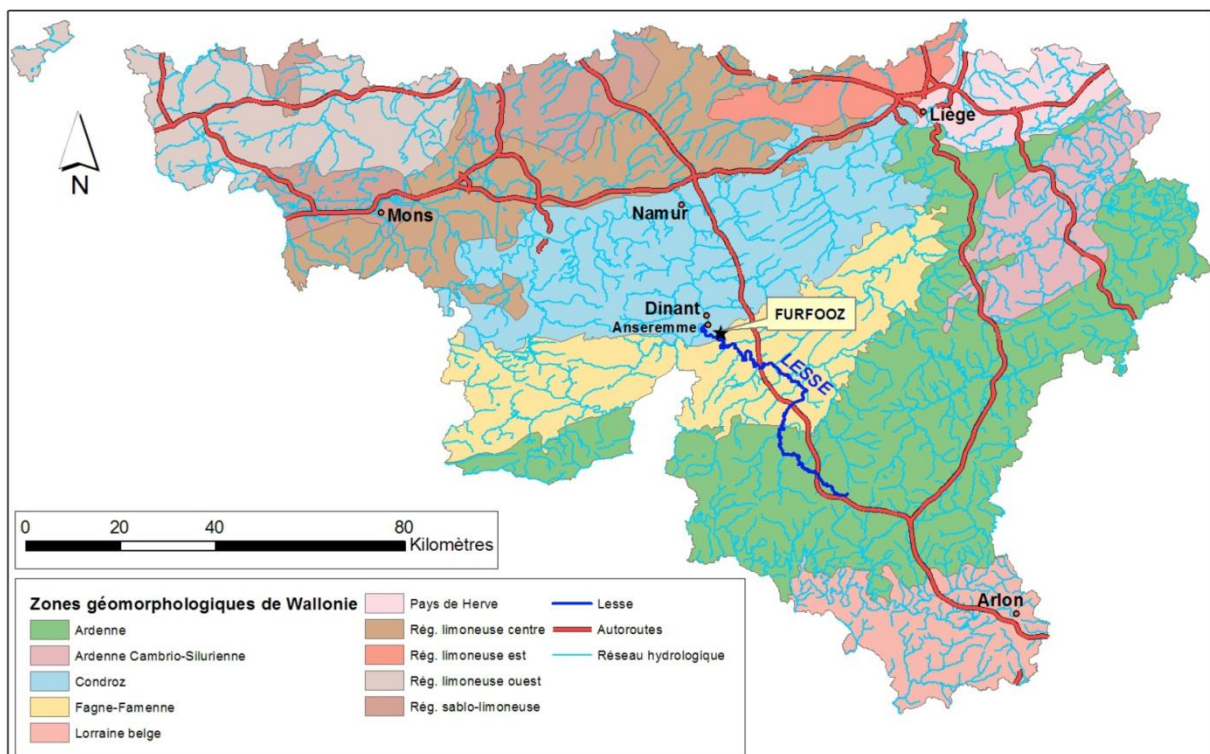 Liège
N
Mons
Namur
Dinant
FURFOOZ
Anseremme
LESSE
0 20 40 80
Kilomètres
Arlon
Zones géomorphologiques de Wallonie
Ardenne
Ardenne Cambrio-Silurienne
Condroz
Fagne-Famenne
Lorraine belge
Pays de Herve
Rég. limoneuse centre
Rég. limoneuse est
Rég. limoneuse ouest
Rég. sablo-limoneuse
Lesse
Autoroutes
Réseau hydrologique